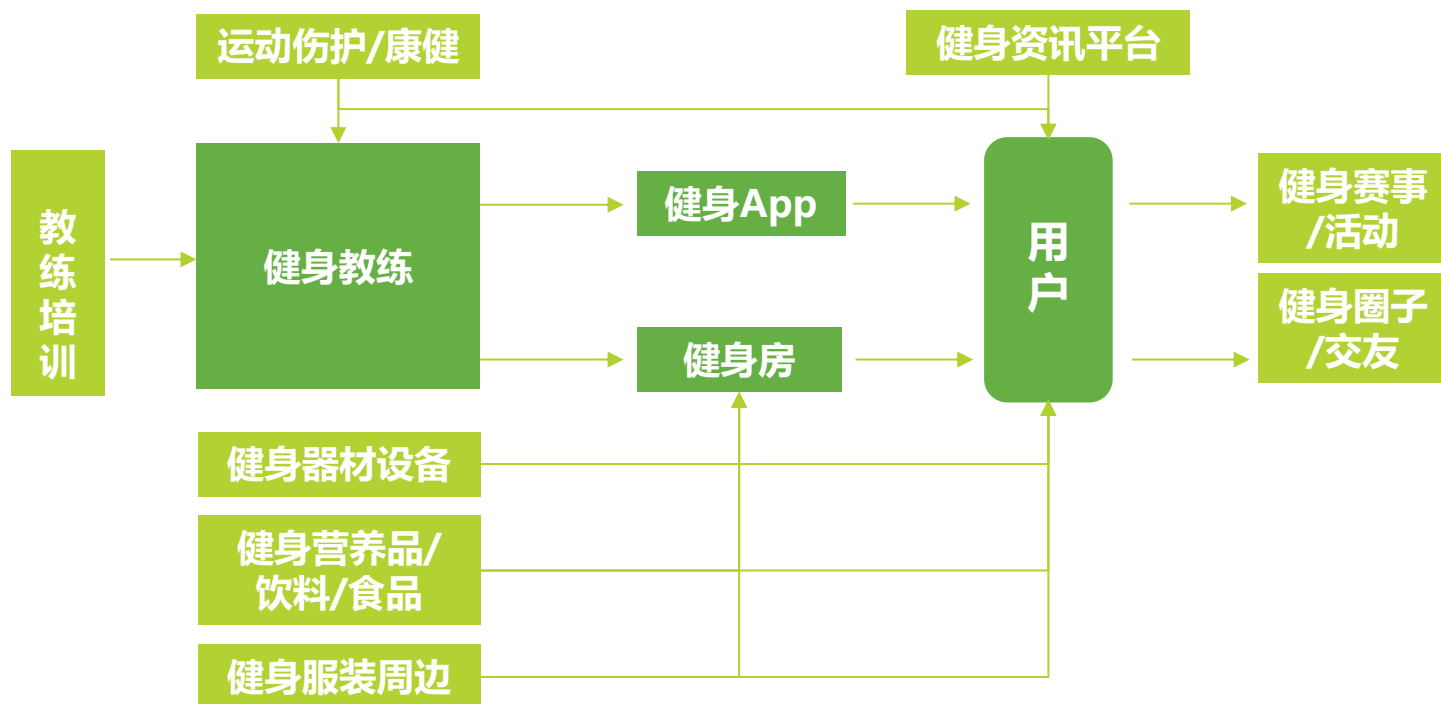 运动伤护/康健
健身资讯平台
教
练
培
训
健身教练
健身App
健身房
用
户
健身赛事
/活动
健身圈子
/交友
健身器材设备
健身营养品/
饮料/食品
健身服装周边